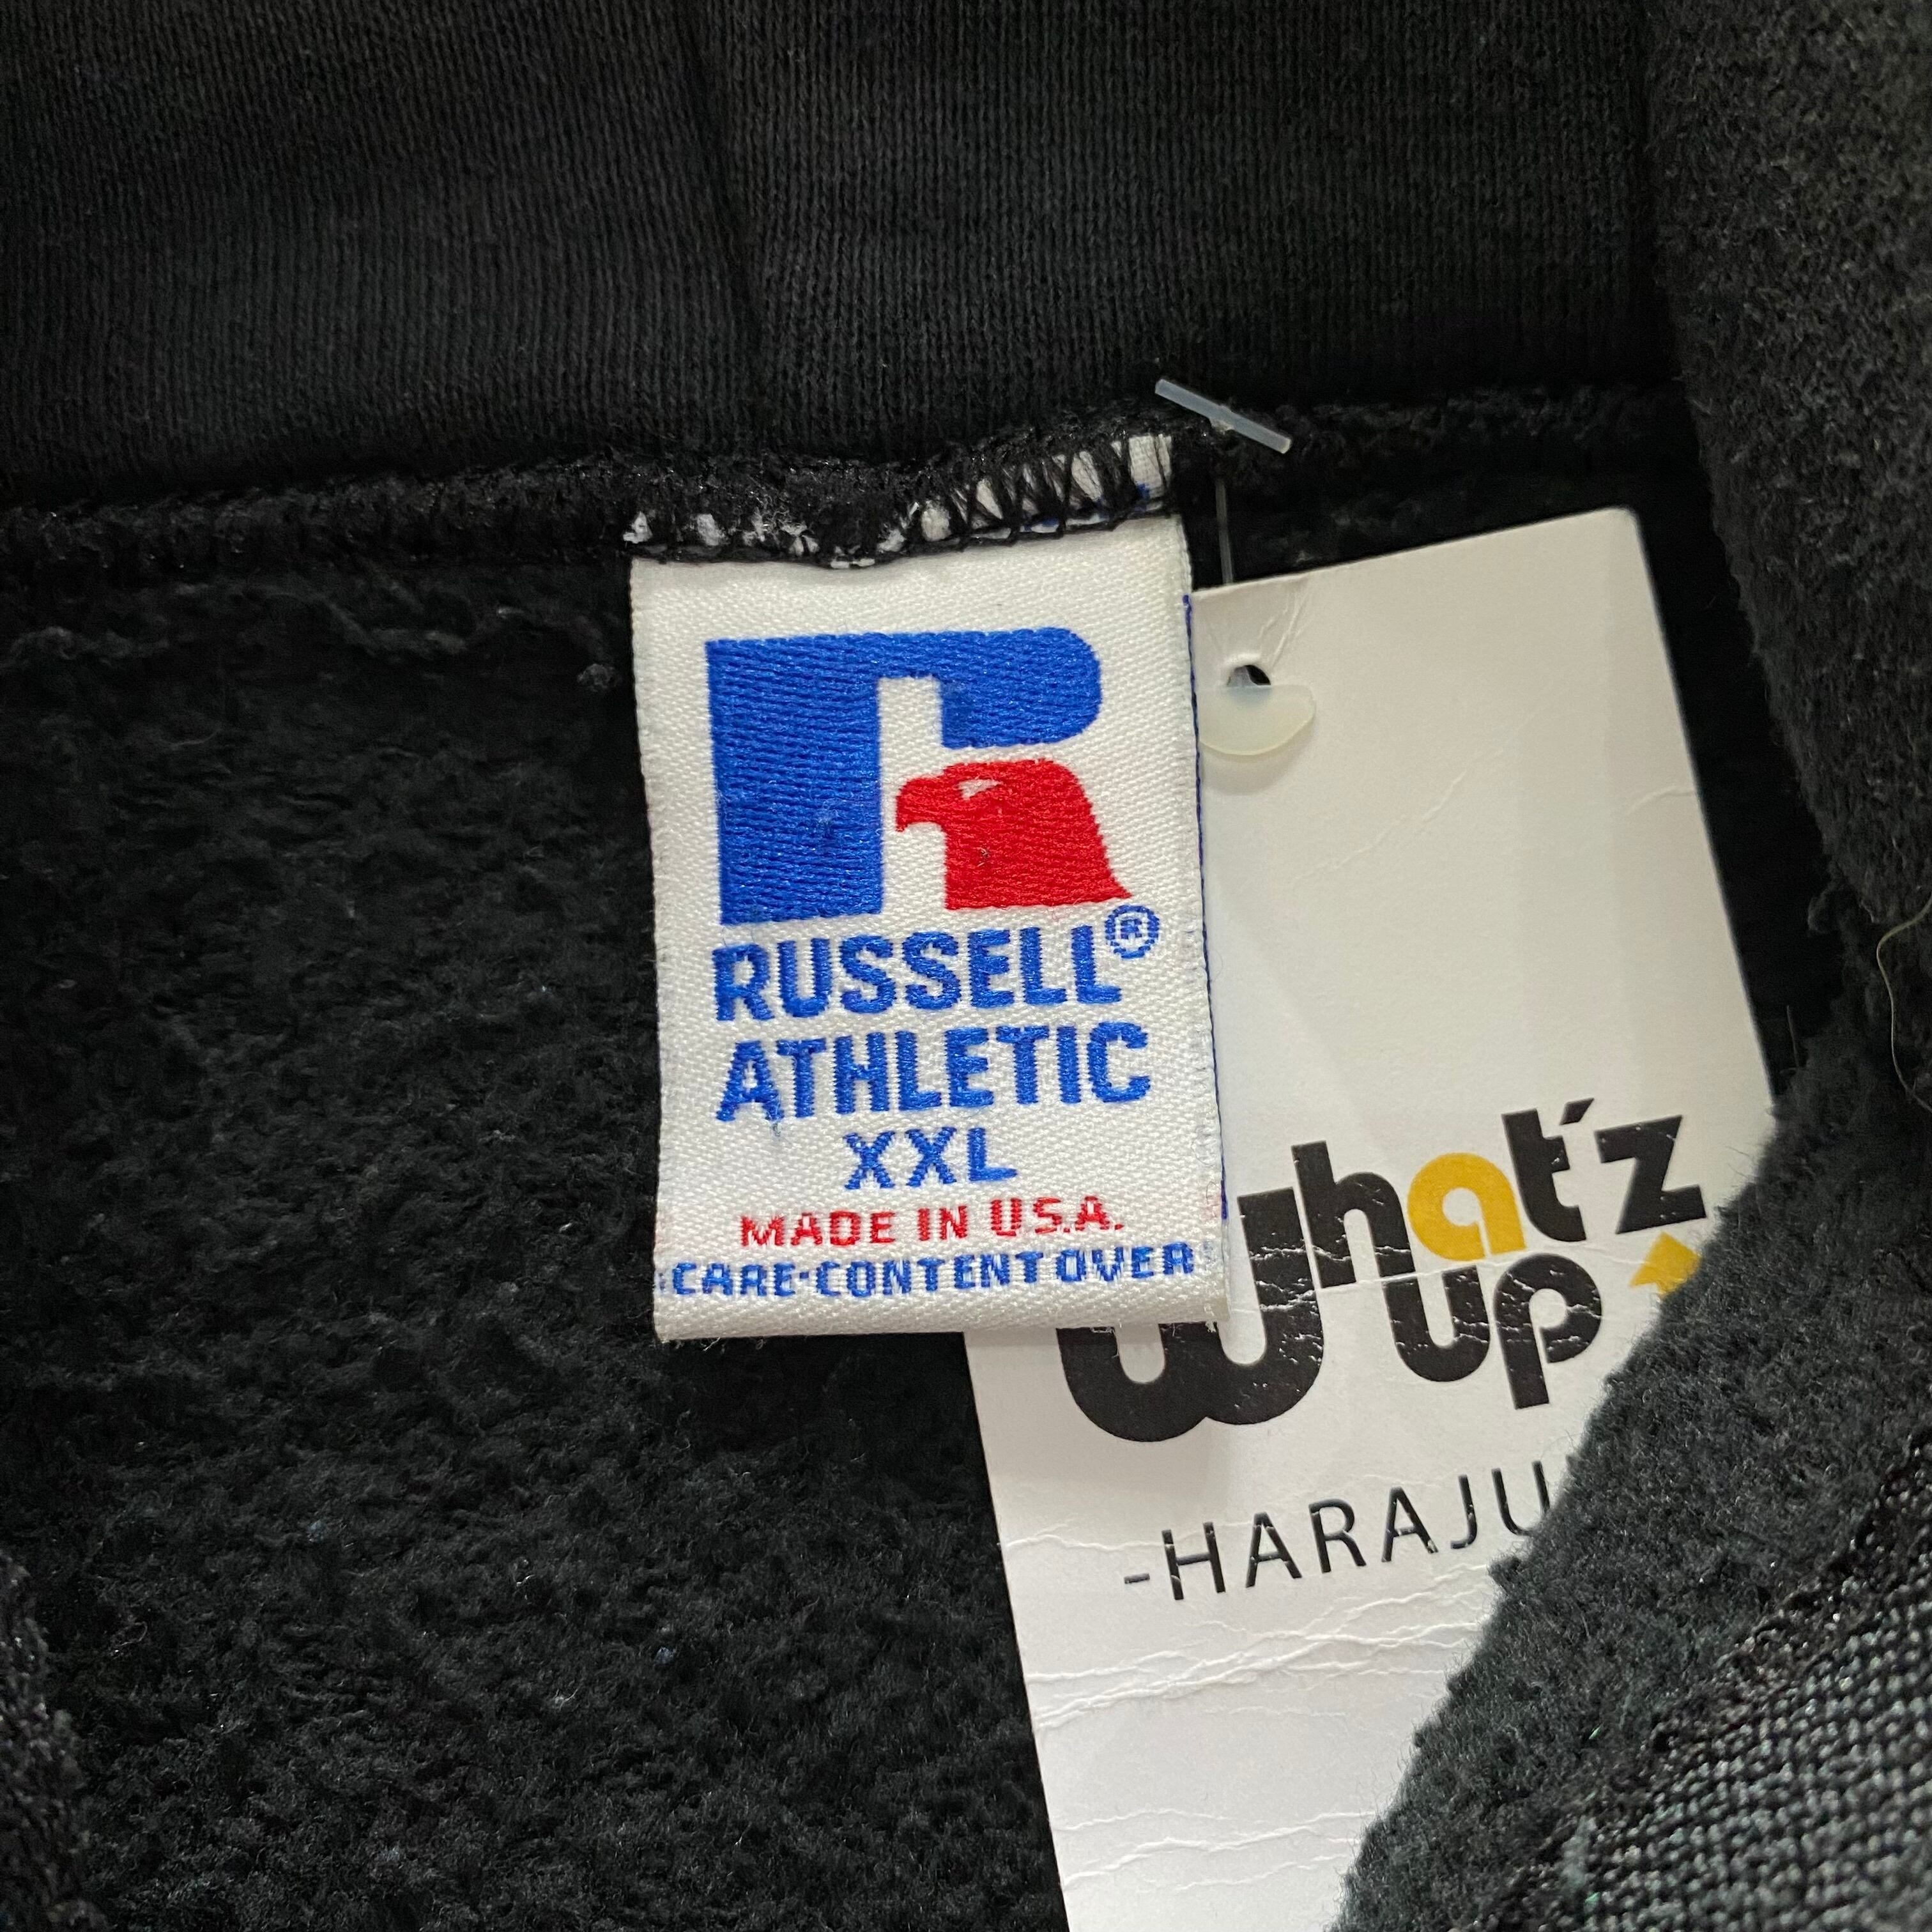 RUSSELL®
ATHLETIC
XXL
MADE IN U.S.A.
CARE·CONTENT OVER
What'z
up
-HARAJU